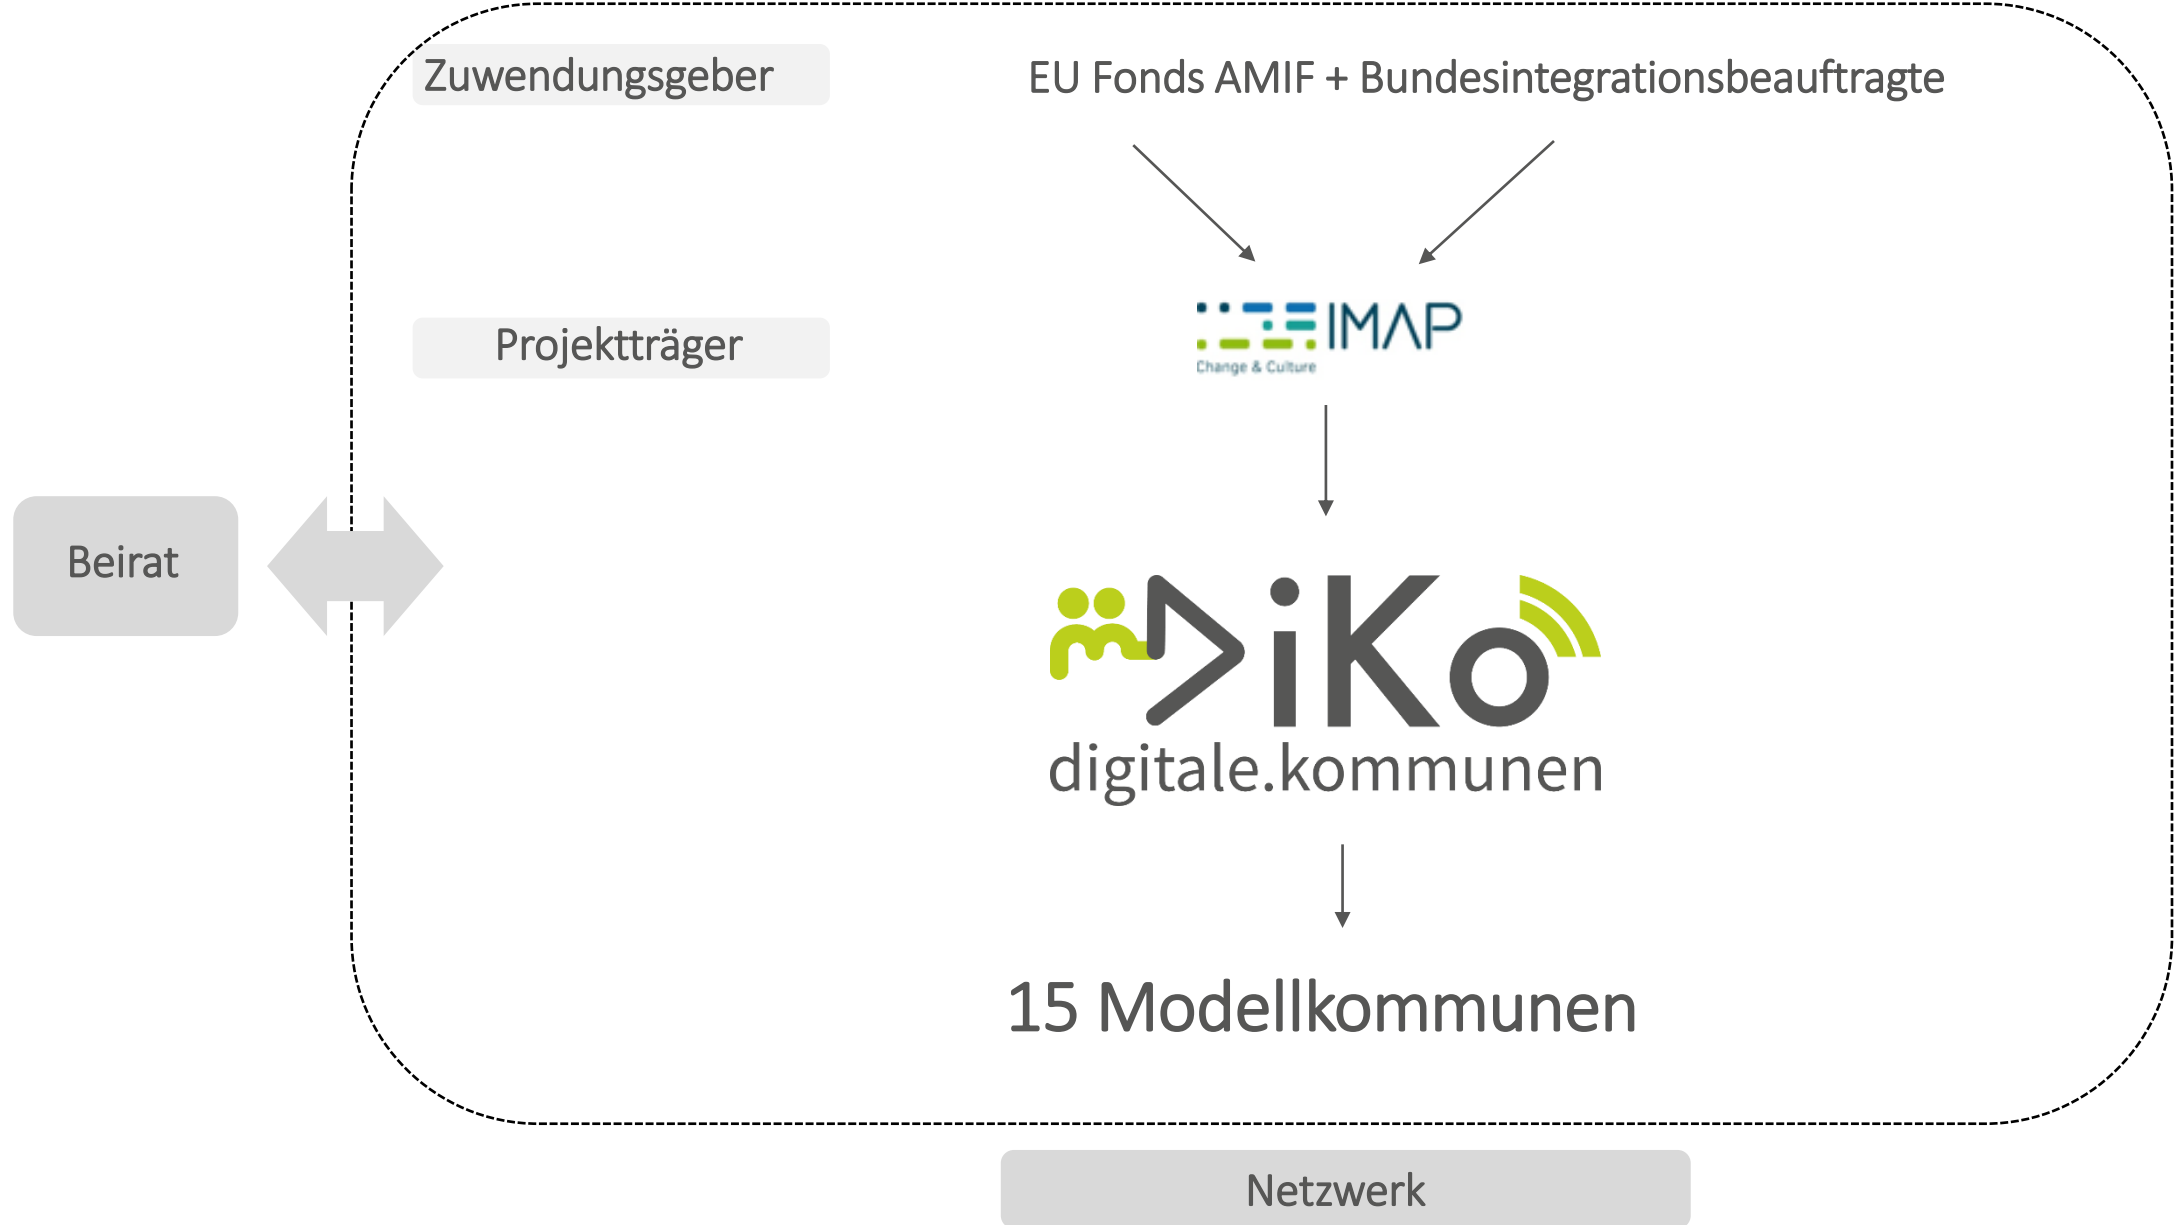 Zuwendungsgeber
EU Fonds AMIF + Bundesintegrationsbeauftragte
IMAP
Change & Culture
Projektträger
Beirat
DiKo
digitale.kommunen
15 Modellkommunen
Netzwerk